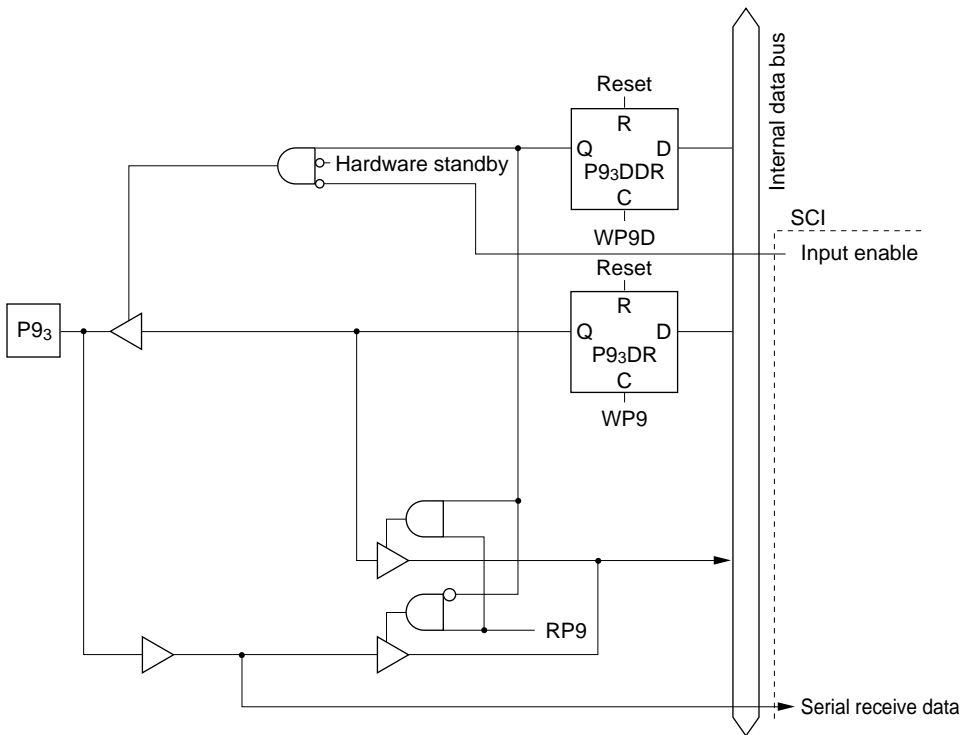 Reset
R
Q
D
P9₃DDR
C
WP9D
Hardware standby
Internal data bus
SCI
Input enable
Reset
R
Q
D
P9₃DR
C
WP9
P9₃
RP9
Serial receive data